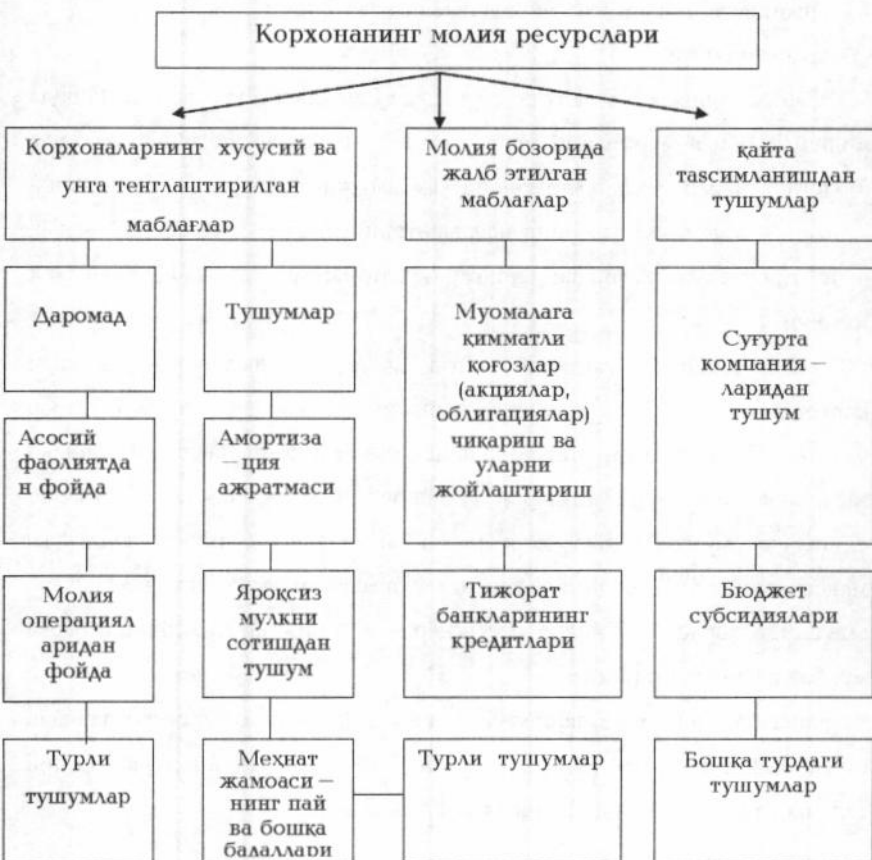 Корхонанинг молия ресурслари
Корхоналарнинг хусусий ва
унга тенглаштирилган
маблағлар
Молия бозорида
жалб этилган
маблағлар
қайта
таsсимланишдан
тушумлар
Даромад
Тушумлар
Муомалага
қимматли
қоғозлар
(акциялар,
облигациялар)
чиқариш ва
уларни
жойлаштириш
Суғурта
компания –
ларидан
тушум
Асосий
фаолиятда
н фойда
Амортиза
– ция
ажратмаси
Молия
операциял
аридан
фойда
Яроқсиз
мулкни
сотишдан
тушум
Тижорат
банкларининг
кредитлари
Бюджет
субсидиялари
Турли
тушумлар
Меҳнат
жамоаси –
нинг пай
ва бошқа
бадаллари
Турли тушумлар
Бошқа турдаги
тушумлар